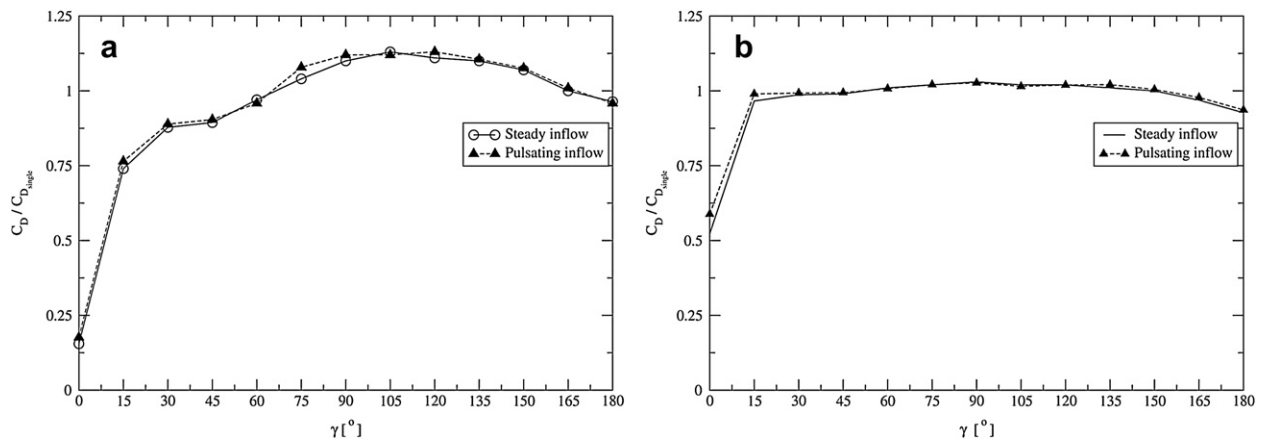 a
1.25
1
0.75
0.5
0.25
0
C_D / C_D_single
Steady inflow
Pulsating inflow
0 15 30 45 60 75 90 105 120 135 150 165 180
γ [°]
b
1.25
1
0.75
0.5
0.25
0
C_D / C_D_single
Steady inflow
Pulsating inflow
0 15 30 45 60 75 90 105 120 135 150 165 180
γ [°]